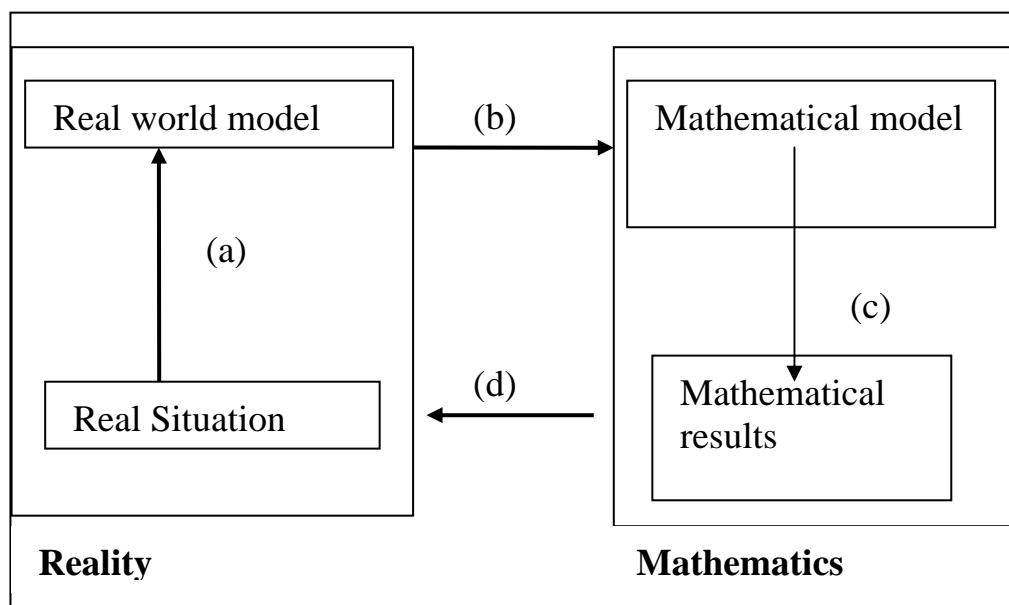 Real world model
(b)
Mathematical model
(a)
(c)
Real Situation
(d)
Mathematical
results
Reality
Mathematics